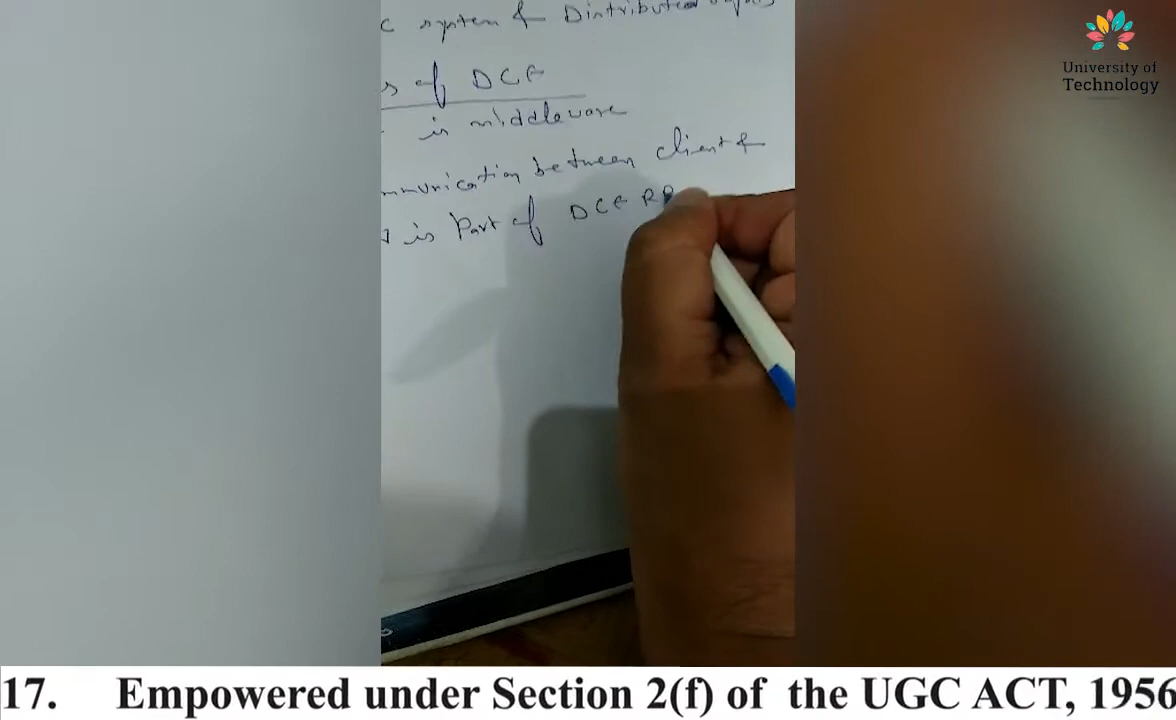 c system & Distributed
s of DCE
is middleware
mmunication between client &
is Part of DCE RP
University of
Technology
17. Empowered under Section 2(f) of the UGC ACT, 1956